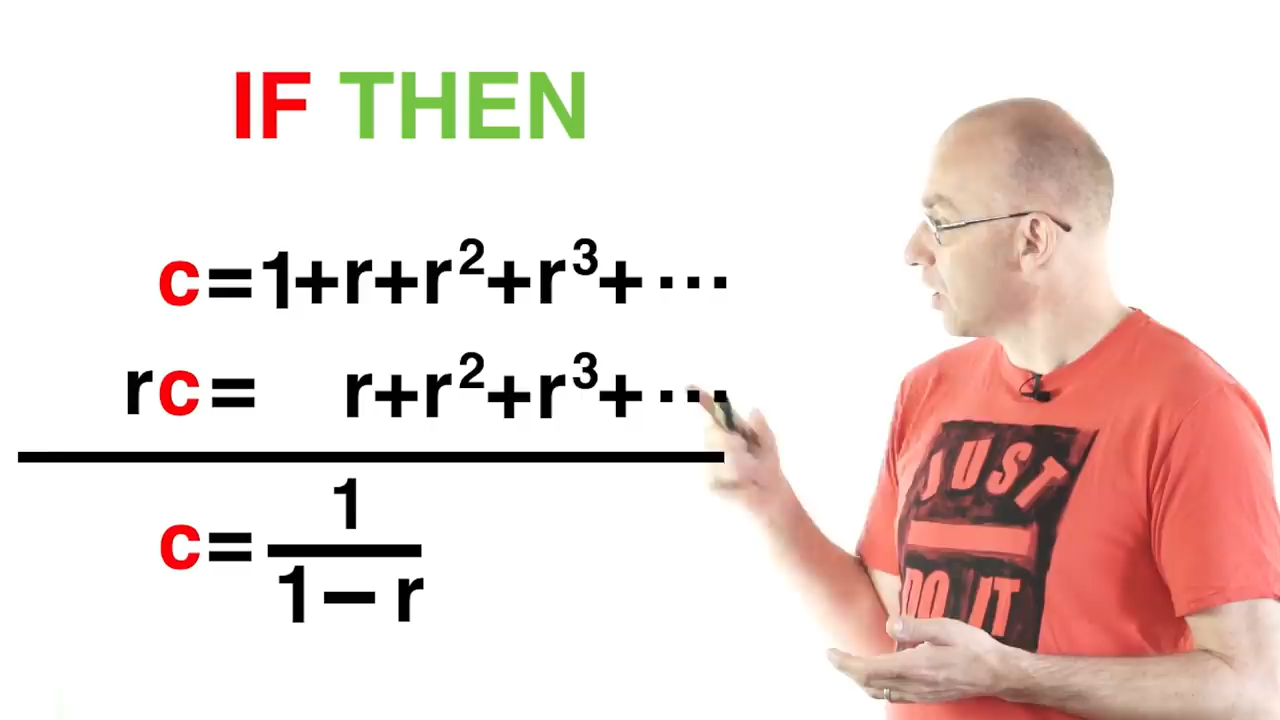 IF THEN
c=1+r+r²+r³+⋯
rc= r+r²+r³+⋯
c=1/(1−r)
JUST
DO IT